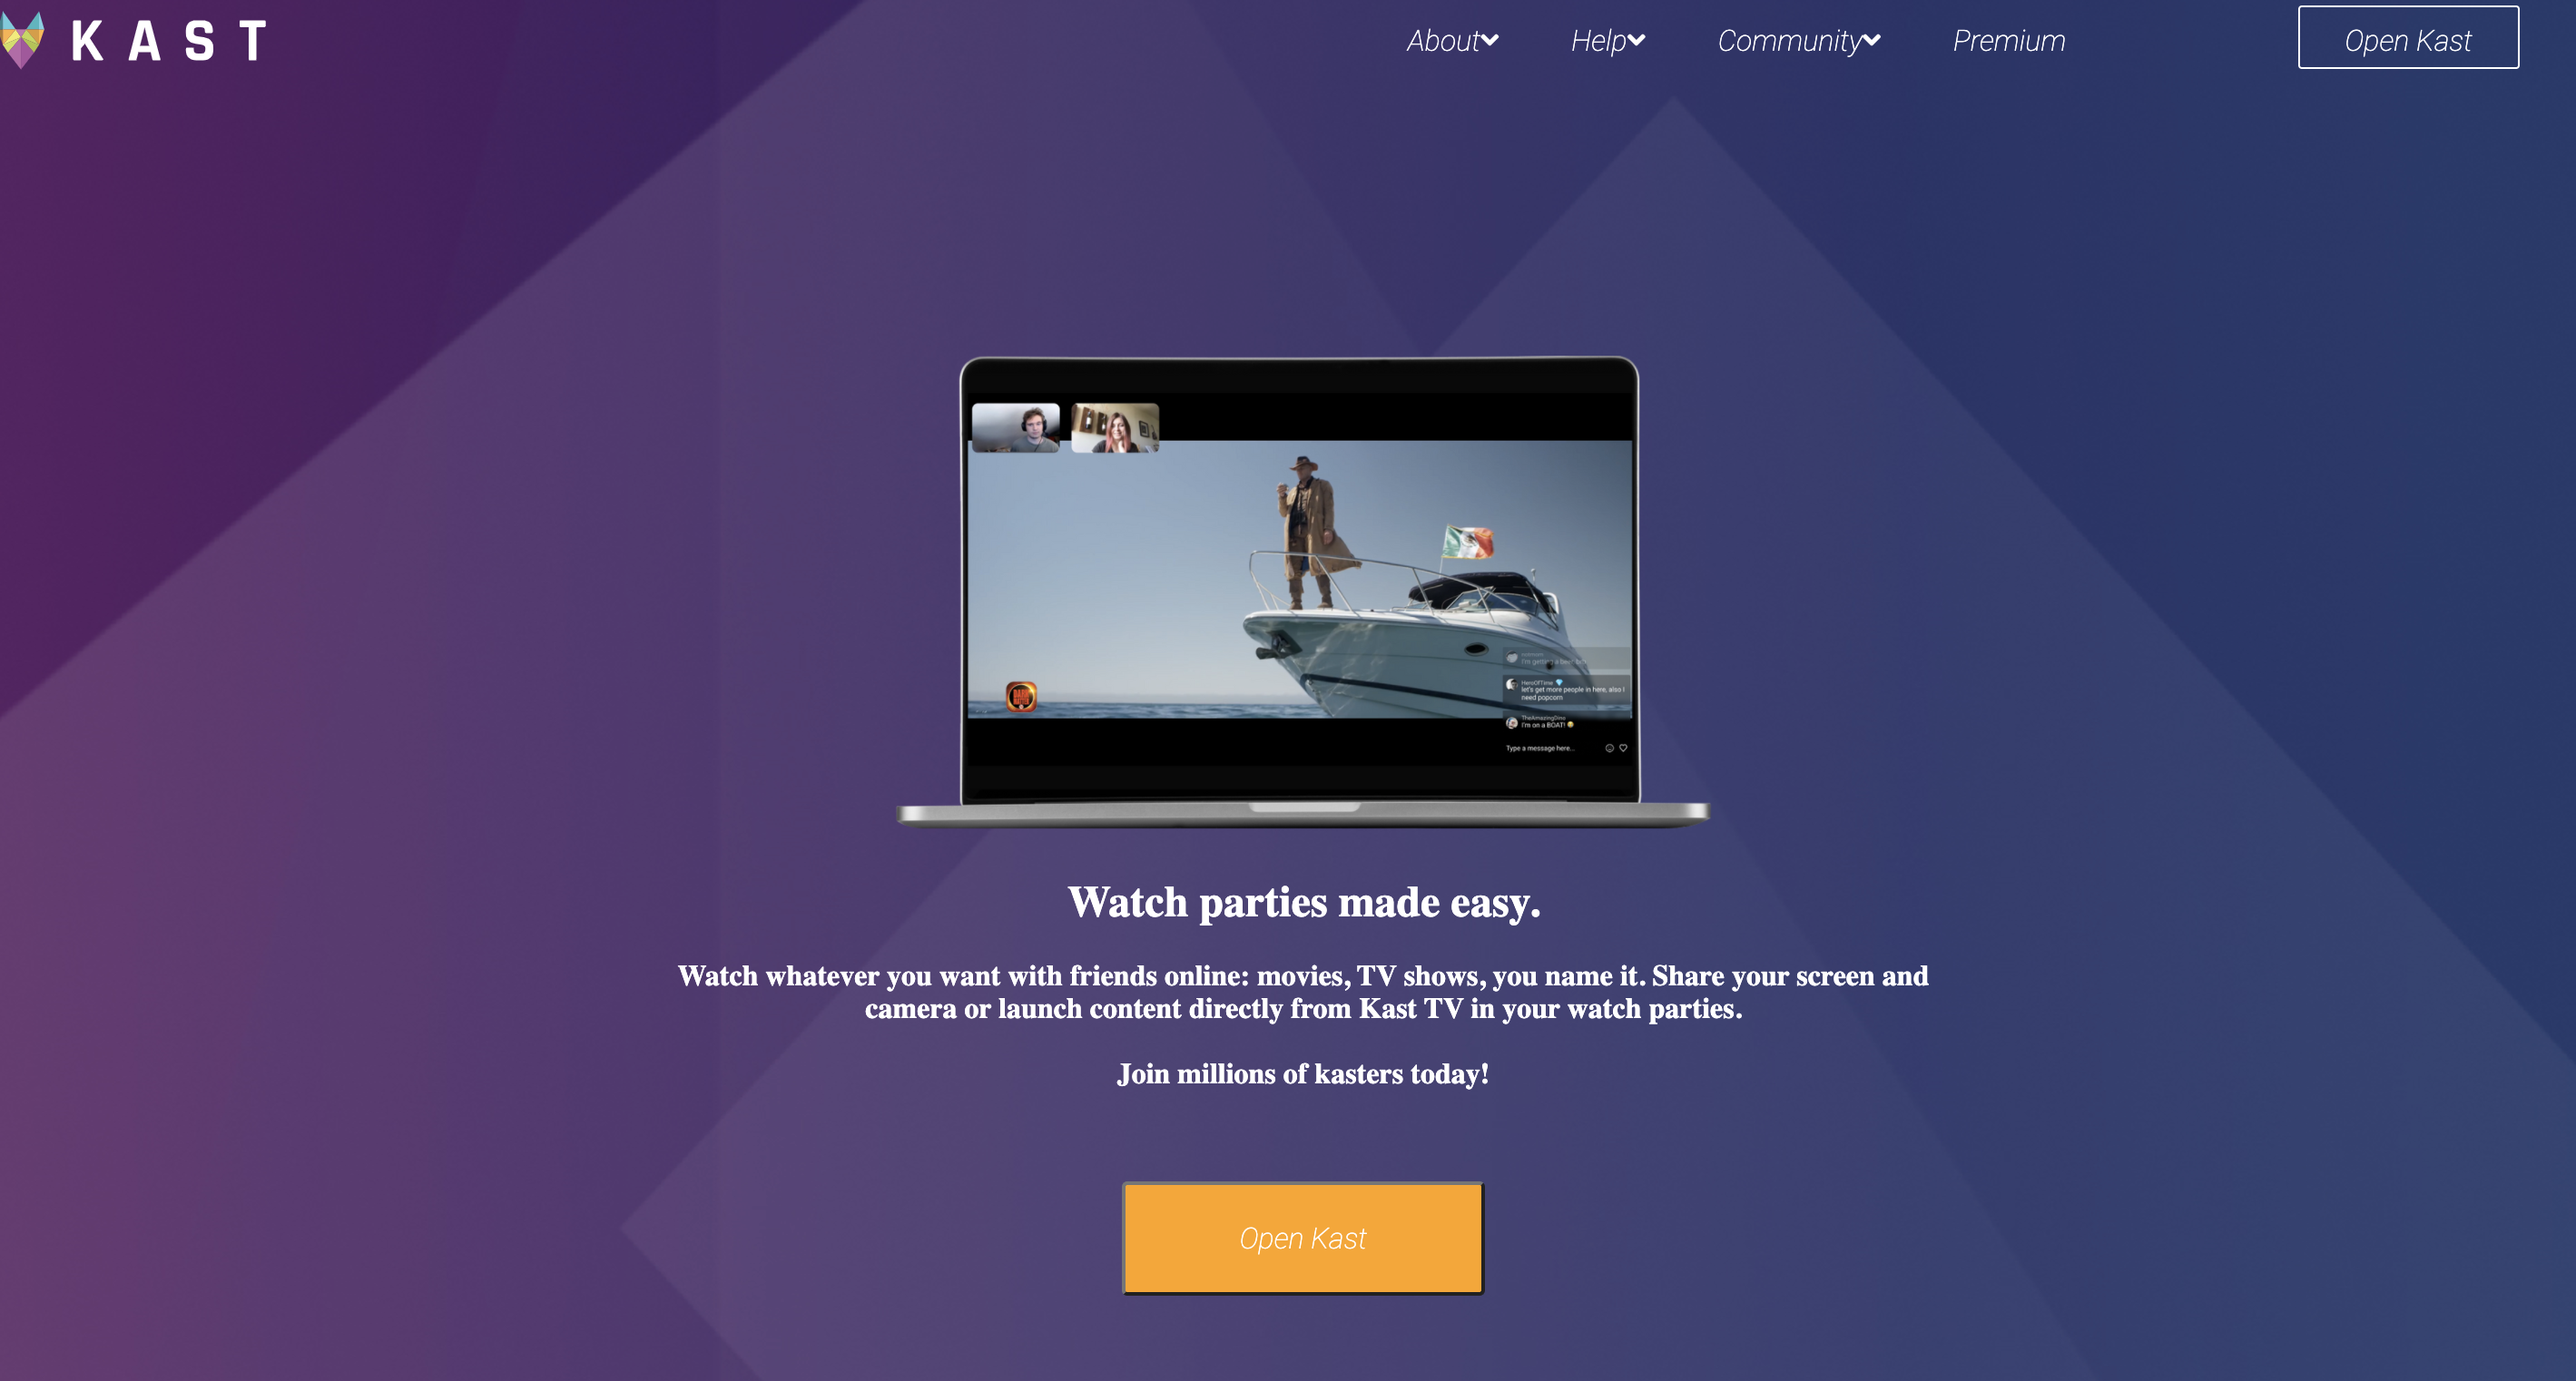 KAST
About
Help
Community
Premium
Open Kast
HeroOfTime
let's get more people in here, also I
need popcorn
TheAmazingDino
I'm on a BOAT!
Type a message here...
Watch parties made easy.
Watch whatever you want with friends online: movies, TV shows, you name it. Share your screen and
camera or launch content directly from Kast TV in your watch parties.
Join millions of kasters today!
Open Kast